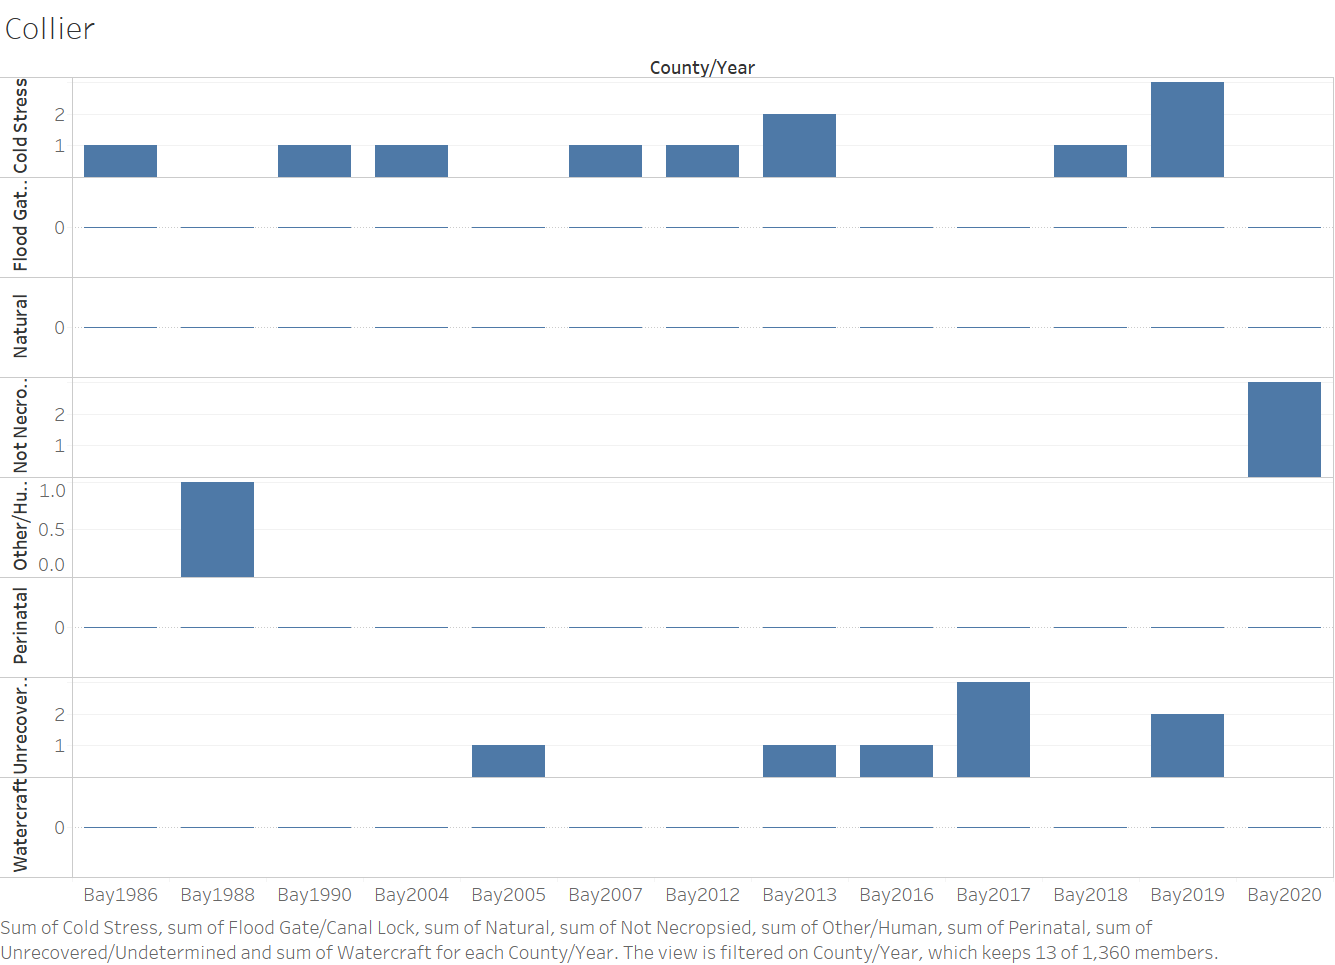 Collier
County/Year
Cold Stress
2
1
Flood Gat..
0
Natural
0
Not Necro..
2
1
Other/Hu..
1.0
0.5
0.0
Perinatal
0
Unrecover..
2
1
Watercraft
0
Bay1986 Bay1988 Bay1990 Bay2004 Bay2005 Bay2007 Bay2012 Bay2013 Bay2016 Bay2017 Bay2018 Bay2019 Bay2020
Sum of Cold Stress, sum of Flood Gate/Canal Lock, sum of Natural, sum of Not Necropsied, sum of Other/Human, sum of Perinatal, sum of
Unrecovered/Undetermined and sum of Watercraft for each County/Year. The view is filtered on County/Year, which keeps 13 of 1,360 members.